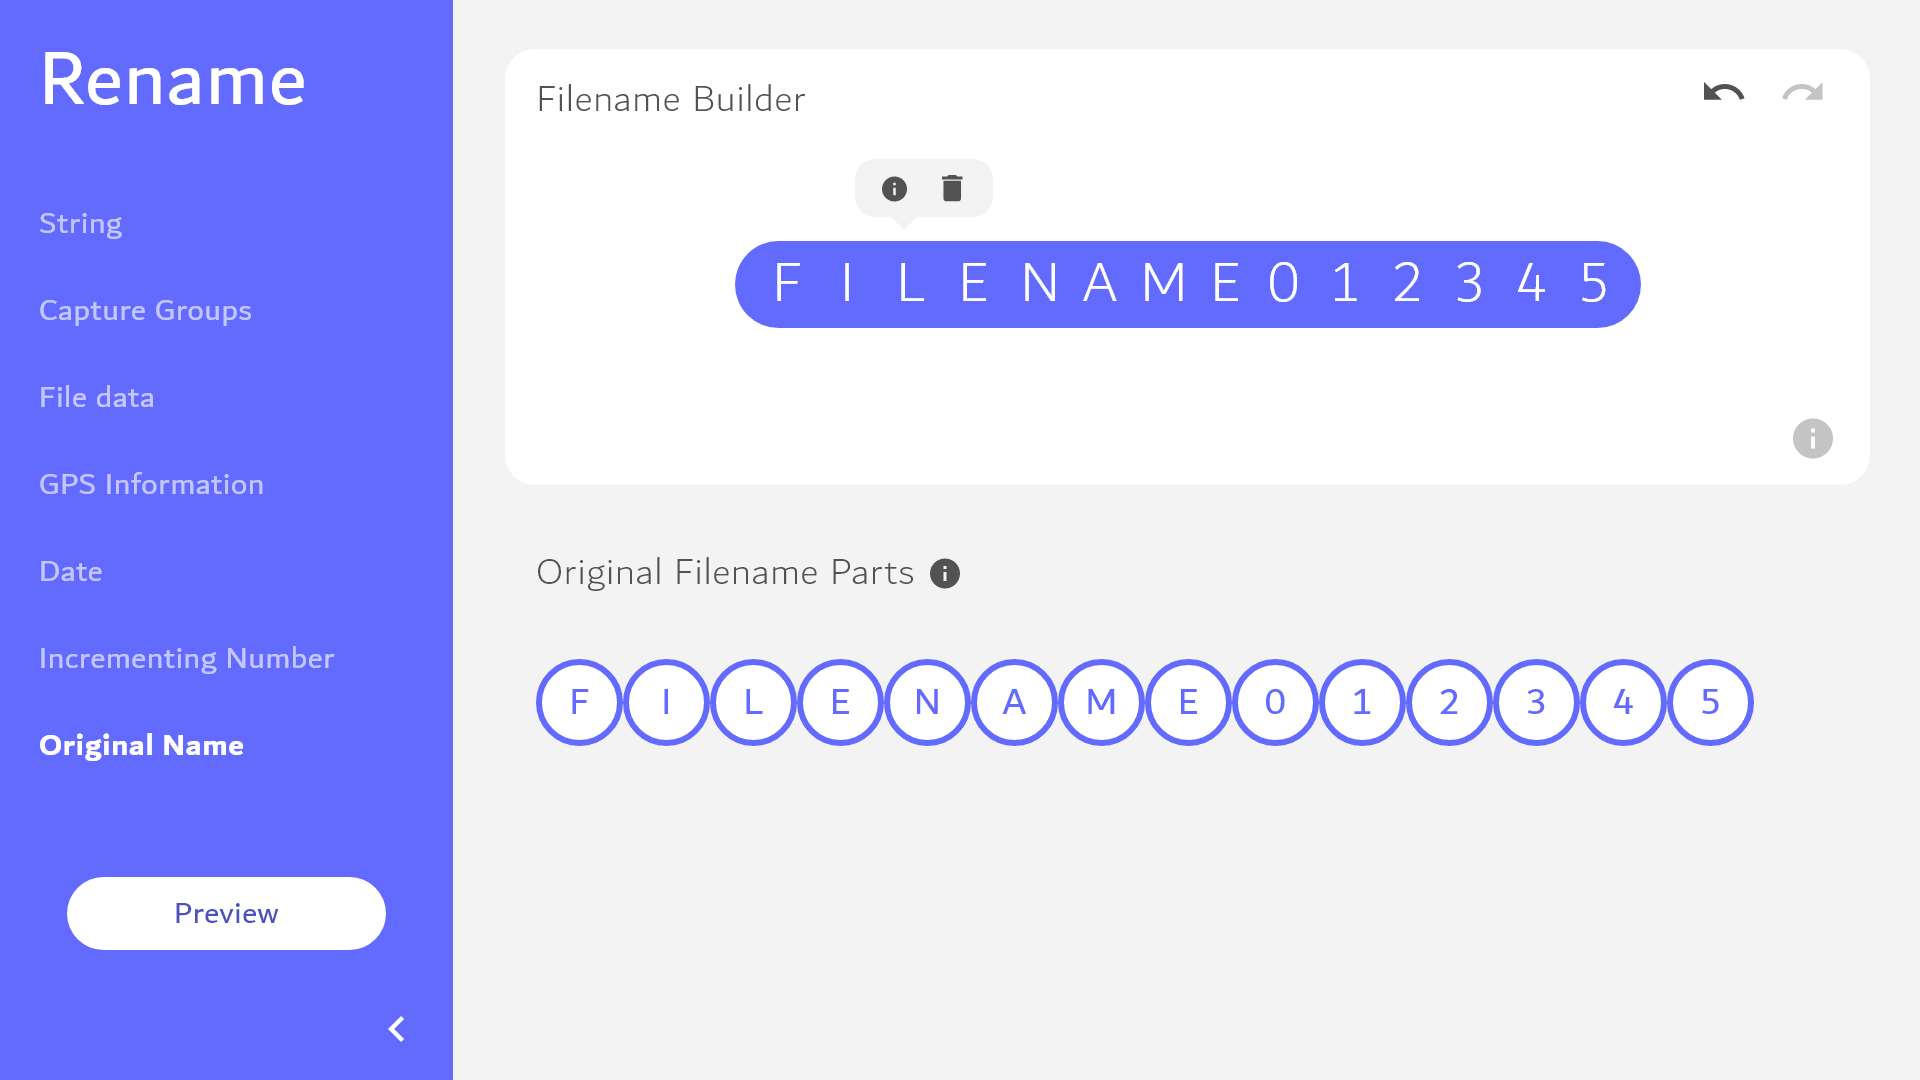 Rename
String
Capture Groups
File data
GPS Information
Date
Incrementing Number
Original Name
Preview
Filename Builder
F I L E N A M E 0 1 2 3 4 5
Original Filename Parts
F I L E N A M E 0 1 2 3 4 5